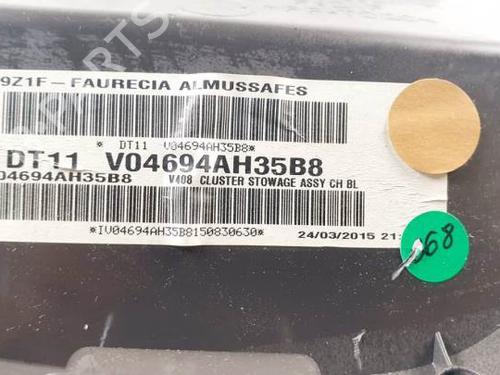 9Z1F-FAURECIA ALMUSSAFES
* DT11 V04694AH35B8*
DT11 V04694AH35B8
04694AH35B8 V408 CLUSTER STOWAGE ASSY CH BL
*IV04694AH35B8150830630* 24/03/2015 21:
68